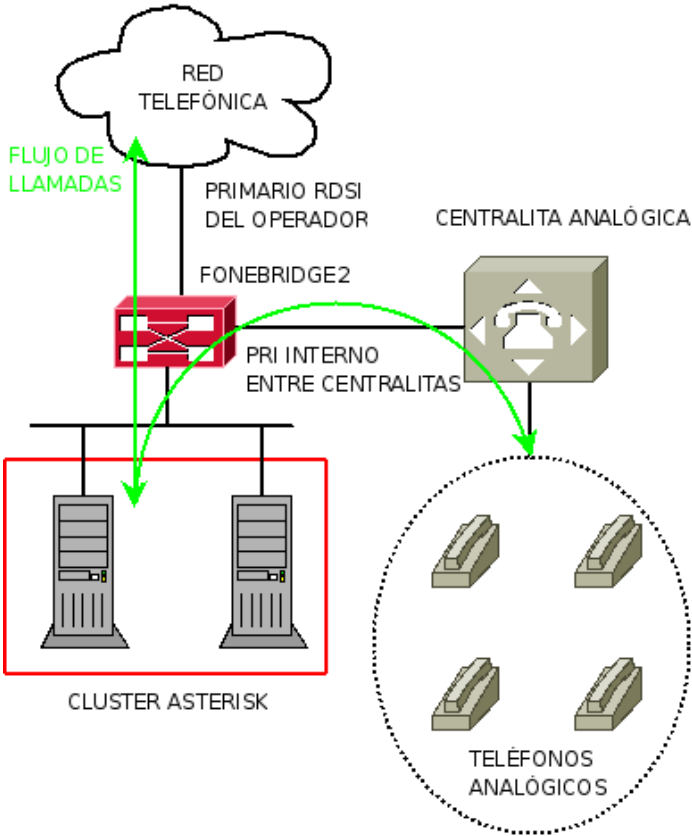 RED
TELEFÓNICA
FLUJO DE
LLAMADAS
PRIMARIO RDSI
DEL OPERADOR
CENTRALITA ANALÓGICA
FONEBRIDGE2
PRI INTERNO
ENTRE CENTRALITAS
CLUSTER ASTERISK
TELÉFONOS
ANALÓGICOS